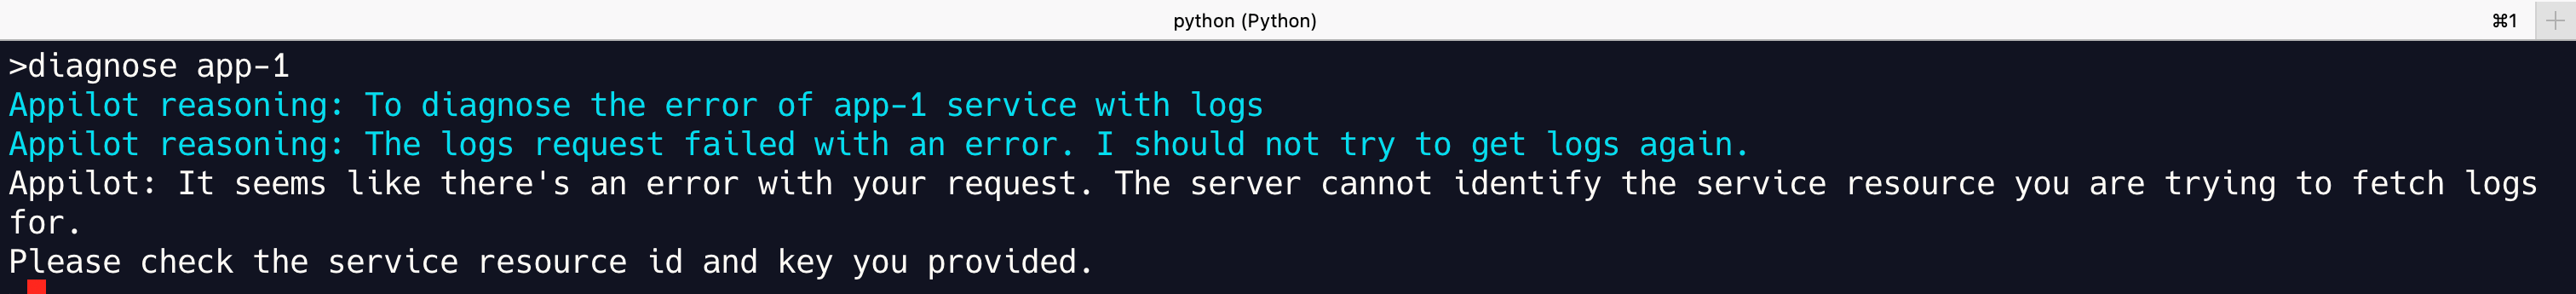 python (Python)
⌘1
+
>diagnose app-1
Appilot reasoning: To diagnose the error of app-1 service with logs
Appilot reasoning: The logs request failed with an error. I should not try to get logs again.
Appilot: It seems like there's an error with your request. The server cannot identify the service resource you are trying to fetch logs
for.
Please check the service resource id and key you provided.